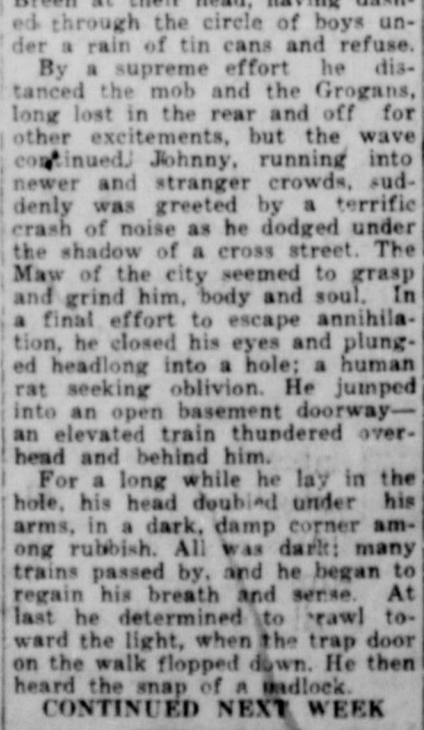 Breen at their head, having dash-
ed through the circle of boys un-
der a rain of tin cans and refuse.
By a supreme effort he dis-
tanced the mob and the Grogans,
long lost in the rear and off for
other excitements, but the wave
continued. Johnny, running into
newer and stranger crowds, sud-
denly was greeted by a terrific
crash of noise as he dodged under
the shadow of a cross street. The
Maw of the city seemed to grasp
and grind him, body and soul. In
a final effort to escape annihila-
tion, he closed his eyes and plung-
ed headlong into a hole; a human
rat seeking oblivion. He jumped
into an open basement doorway—
an elevated train thundered over-
head and behind him.
For a long while he lay in the
hole, his head doubled under his
arms, in a dark, damp corner am-
ong rubbish. All was dark; many
trains passed by, and he began to
regain his breath and sense. At
last he determined to crawl to-
ward the light, when the trap door
on the walk flopped down. He then
heard the snap of a padlock.
CONTINUED NEXT WEEK